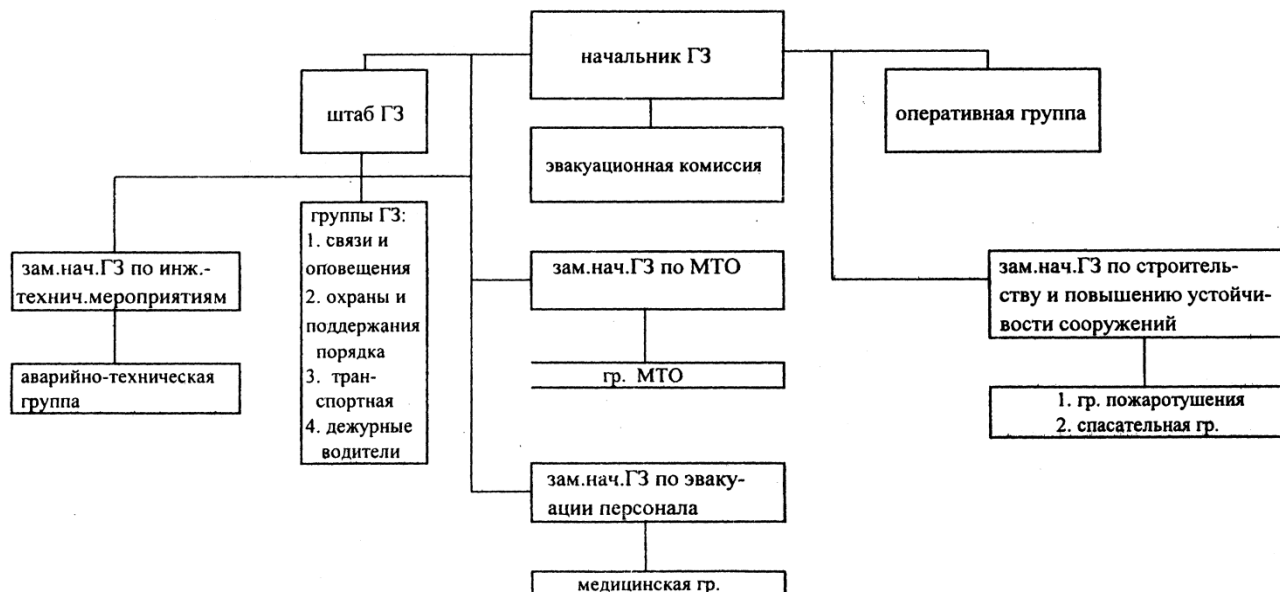 начальник ГЗ
штаб ГЗ
оперативная группа
эвакуационная комиссия
группы ГЗ:
1. связи и
оповещения
2. охраны и
поддержания
порядка
3. тран-
спортная
4. дежурные
водители
зам.нач.ГЗ по инж.-
технич.мероприятиям
аварийно-техническая
группа
зам.нач.ГЗ по МТО
гр. МТО
зам.нач.ГЗ по эваку-
ации персонала
медицинская гр.
зам.нач.ГЗ по строитель-
ству и повышению устойчи-
вости сооружений
1. гр. пожаротушения
2. спасательная гр.